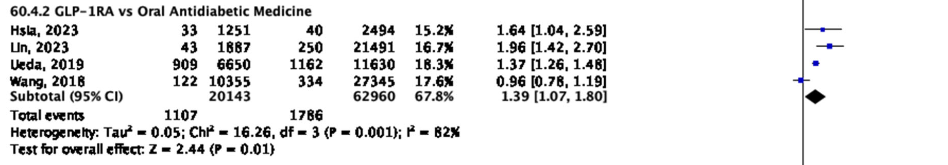 60.4.2 GLP-1RA vs Oral Antidiabetic Medicine
Hsia, 2023 33 1251 40 2494 15.2% 1.64 [1.04, 2.59]
Lin, 2023 43 1887 250 21491 16.7% 1.96 [1.42, 2.70]
Ueda, 2019 909 6650 1162 11630 18.3% 1.37 [1.26, 1.48]
Wang, 2018 122 10355 334 27345 17.6% 0.96 [0.78, 1.19]
Subtotal (95% CI) 20143 62960 67.8% 1.39 [1.07, 1.80]
Total events 1107 1786
Heterogeneity: Tau² = 0.05; Chi² = 16.26, df = 3 (P = 0.001); I² = 82%
Test for overall effect: Z = 2.44 (P = 0.01)